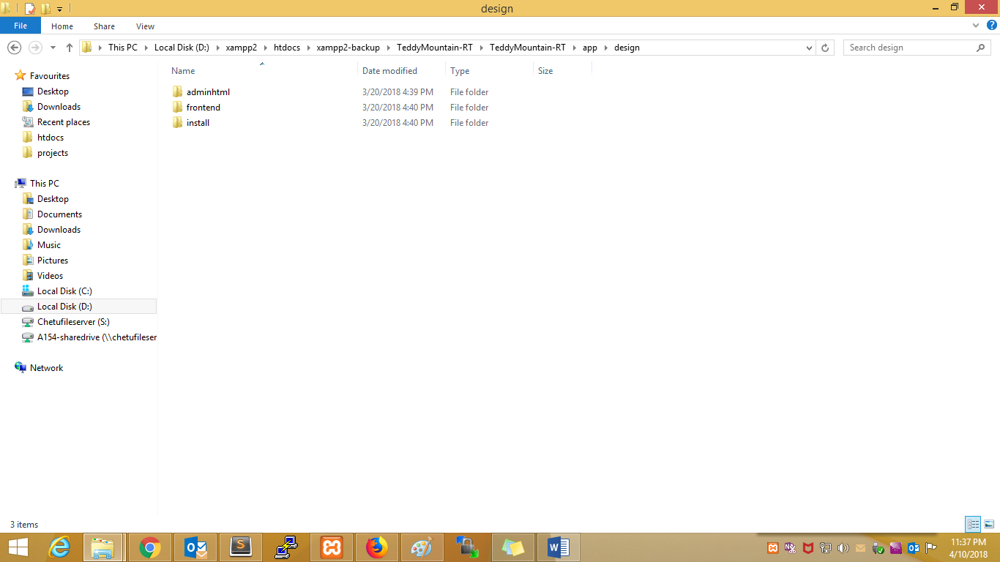 design
File Home Share View
This PC Local Disk (D:) xampp2 htdocs xampp2-backup TeddyMountain-RT TeddyMountain-RT app design
Search design
Name Date modified Type Size
adminhtml 3/20/2018 4:39 PM File folder
frontend 3/20/2018 4:40 PM File folder
install 3/20/2018 4:40 PM File folder
Favourites
Desktop
Downloads
Recent places
htdocs
projects
This PC
Desktop
Documents
Downloads
Music
Pictures
Videos
Local Disk (C:)
Local Disk (D:)
Chetufileserver (S:)
A154-sharedrive (\\chetufileser
Network
3 items
11:37 PM
4/10/2018